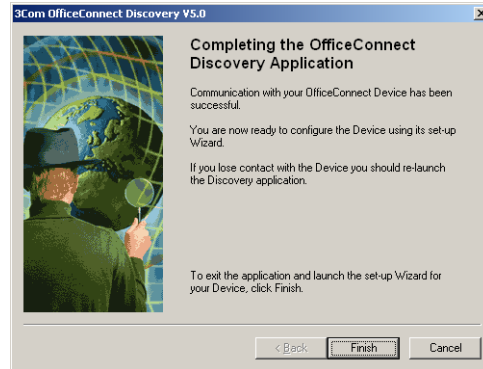 3Com OfficeConnect Discovery V5.0
Completing the OfficeConnect
Discovery Application
Communication with your OfficeConnect Device has been
successful.
You are now ready to configure the Device using its set-up
Wizard.
If you lose contact with the Device you should re-launch
the Discovery application.
To exit the application and launch the set-up Wizard for
your Device, click Finish.
< Back
Finish
Cancel